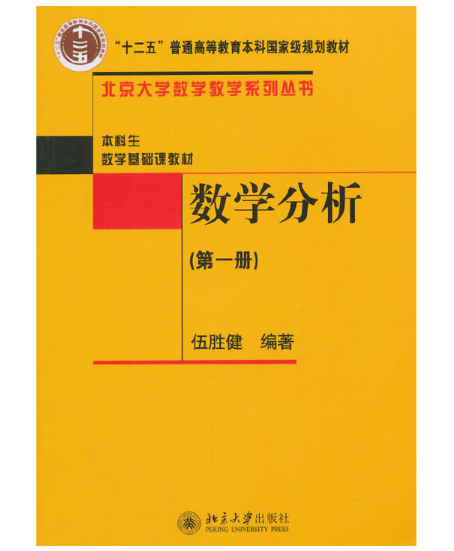 十二五
“十二五”普通高等教育本科国家级规划教材
北京大学数学教学系列丛书
本科生
数学基础课教材
数学分析
(第一册)
伍胜健 编著
北京大学出版社
PEKING UNIVERSITY PRESS